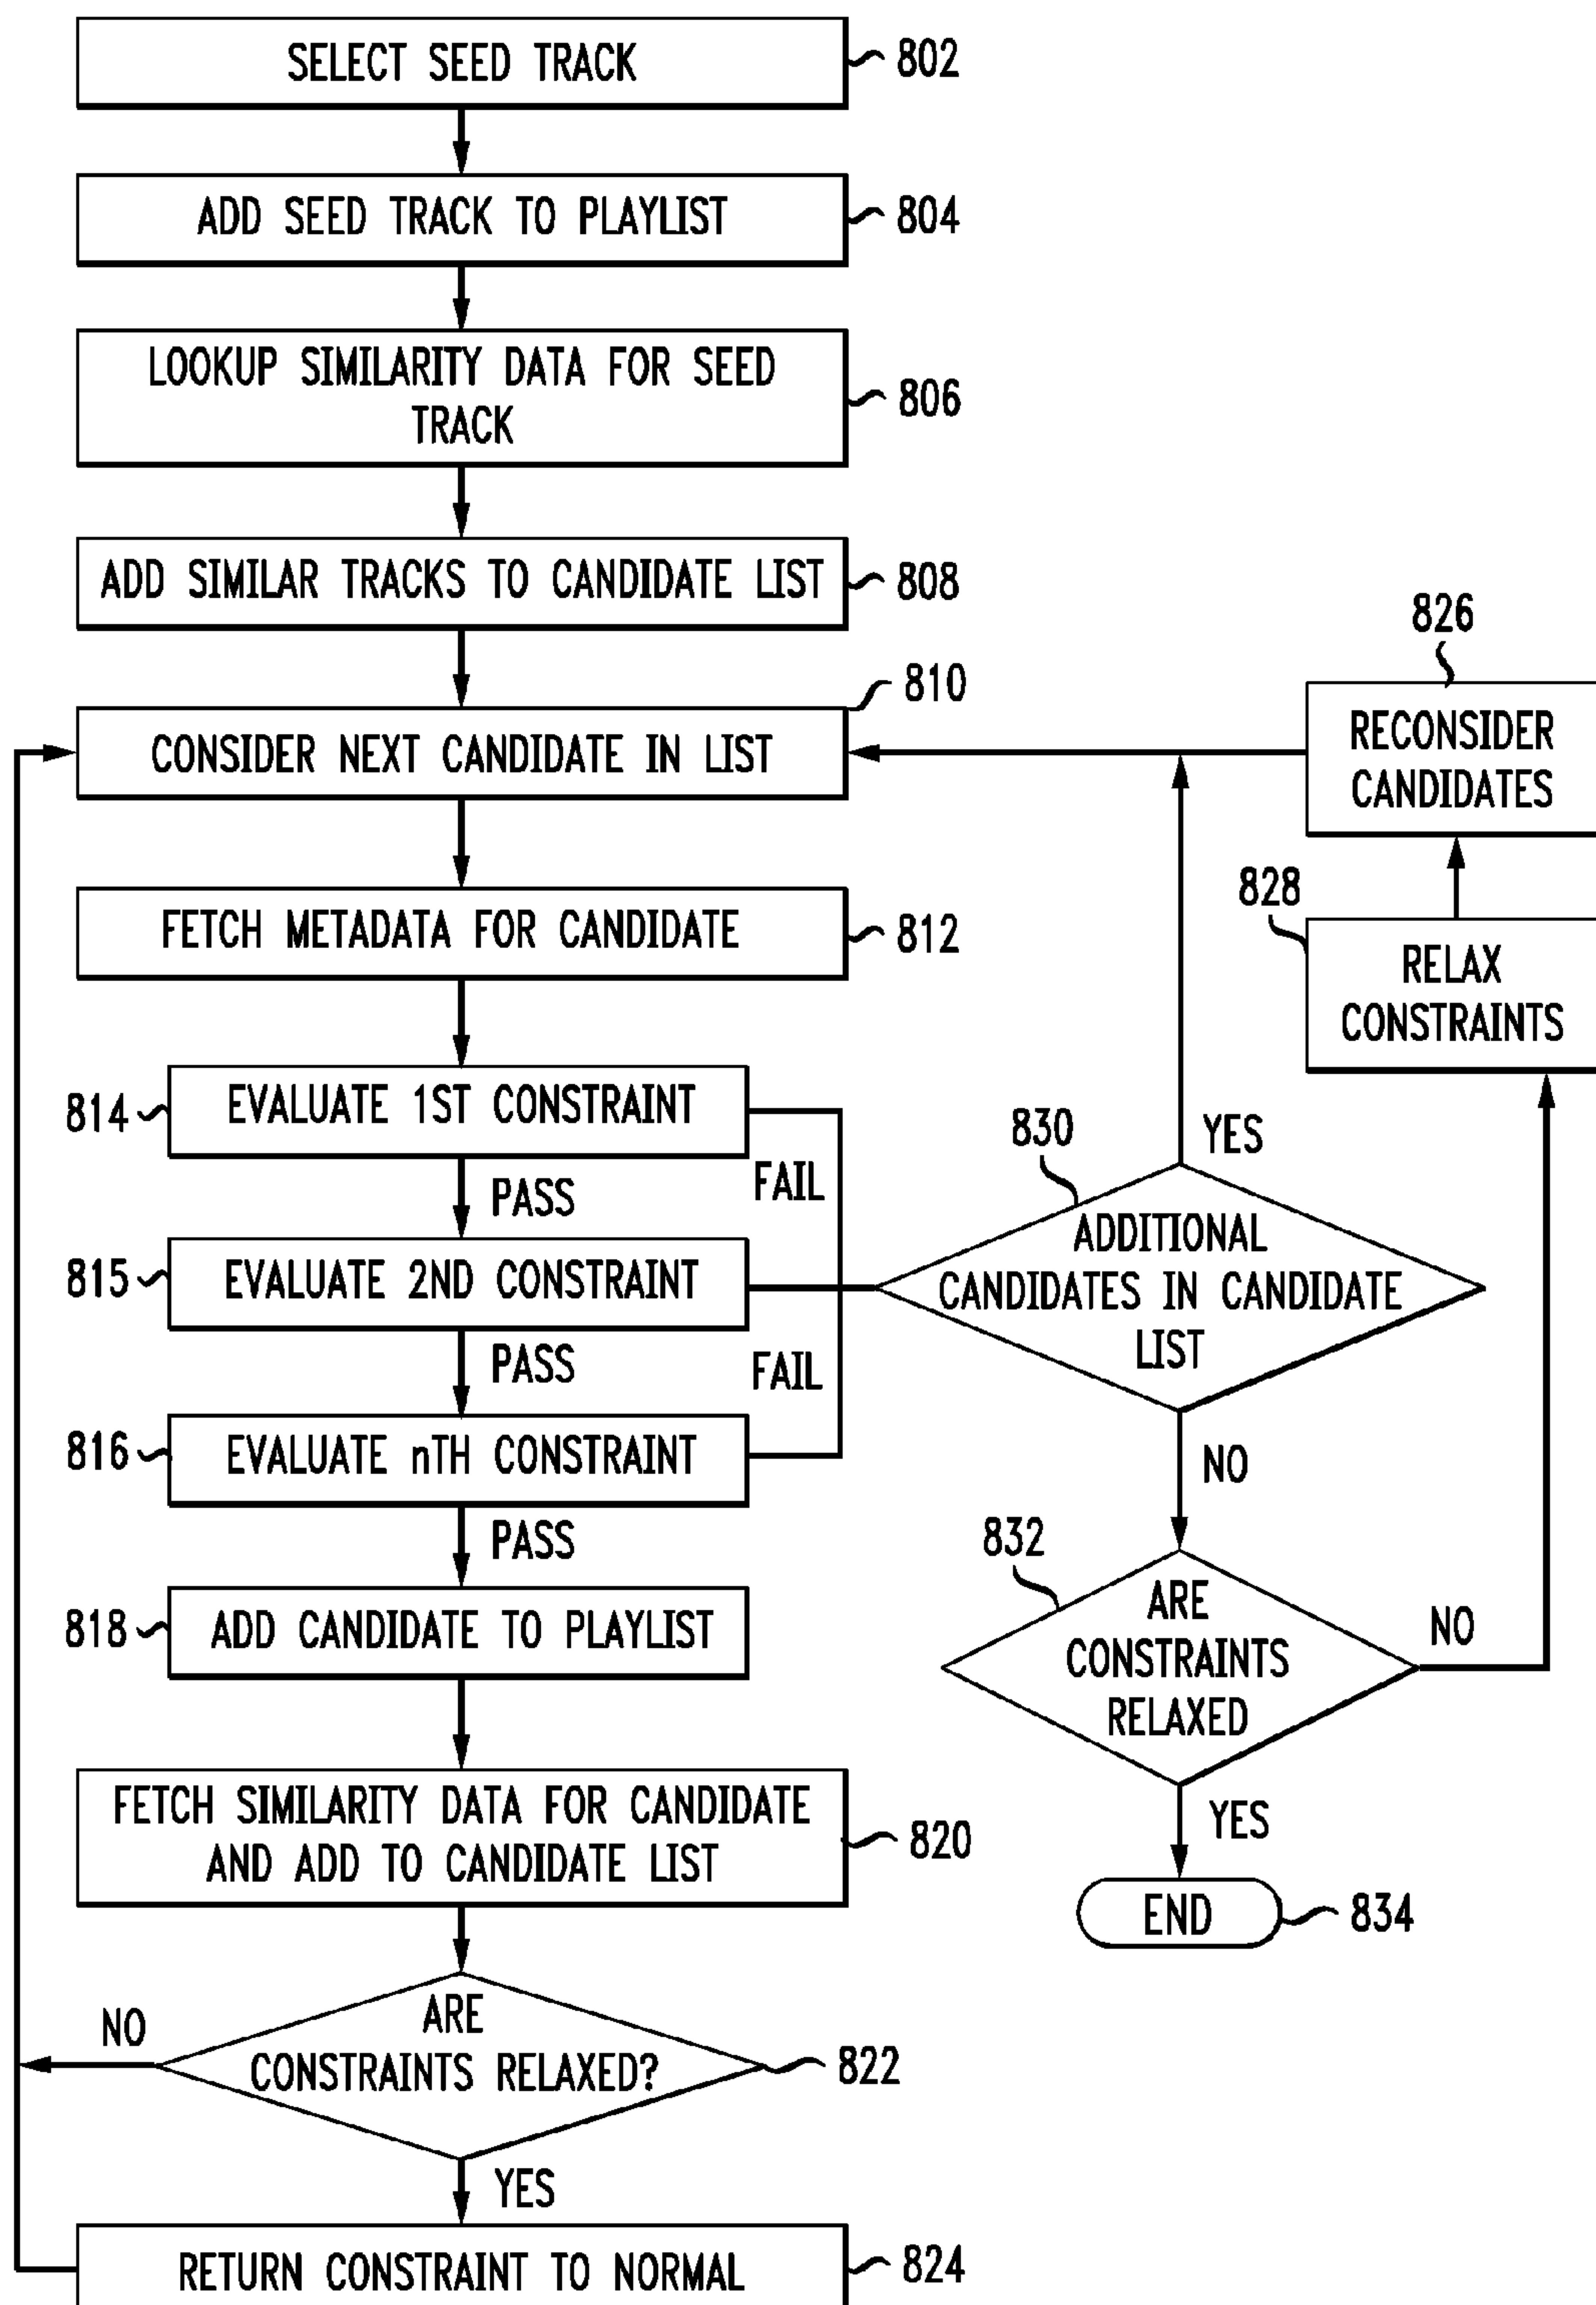 SELECT SEED TRACK
802
ADD SEED TRACK TO PLAYLIST
804
LOOKUP SIMILARITY DATA FOR SEED
TRACK
806
ADD SIMILAR TRACKS TO CANDIDATE LIST
808
CONSIDER NEXT CANDIDATE IN LIST
810
FETCH METADATA FOR CANDIDATE
812
814
EVALUATE 1ST CONSTRAINT
PASS
FAIL
815
EVALUATE 2ND CONSTRAINT
PASS
FAIL
816
EVALUATE nTH CONSTRAINT
PASS
818
ADD CANDIDATE TO PLAYLIST
FETCH SIMILARITY DATA FOR CANDIDATE
AND ADD TO CANDIDATE LIST
820
ARE
CONSTRAINTS RELAXED?
822
NO
YES
RETURN CONSTRAINT TO NORMAL
824
826
RECONSIDER
CANDIDATES
828
RELAX
CONSTRAINTS
830
YES
ADDITIONAL
CANDIDATES IN CANDIDATE
LIST
NO
832
ARE
CONSTRAINTS
RELAXED
NO
YES
END
834